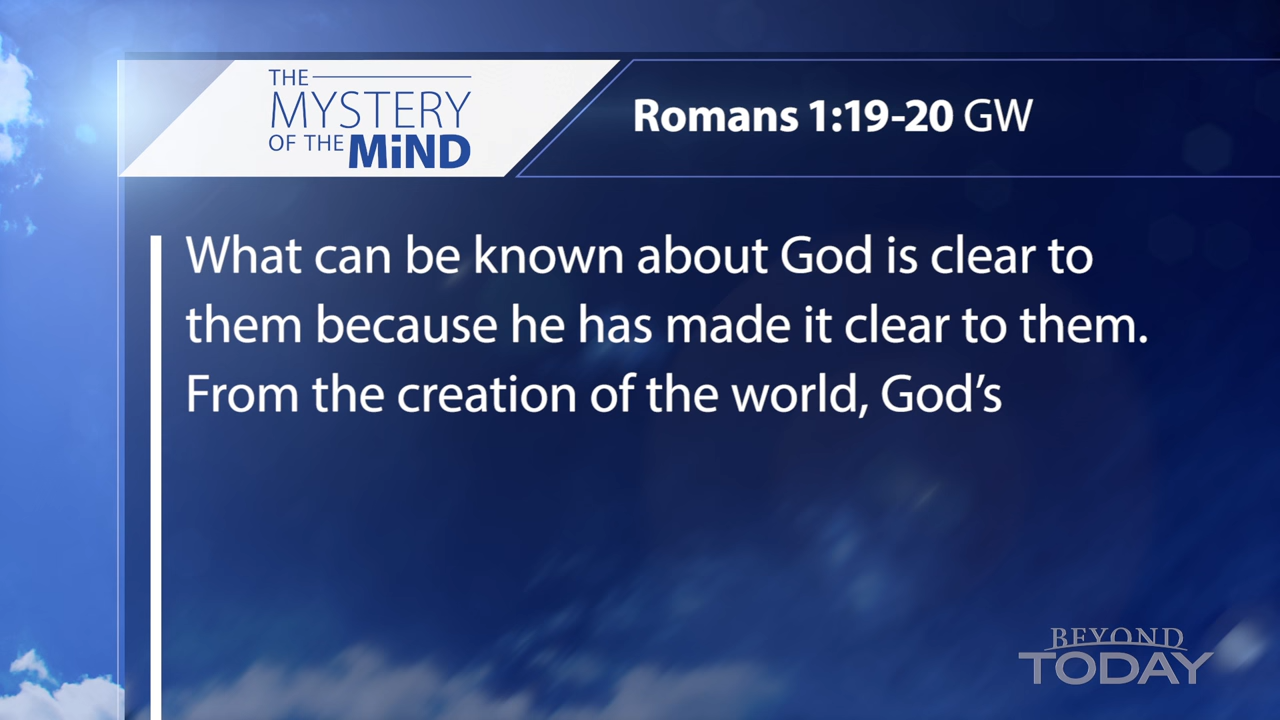 THE
MYSTERY
OF THE MiND
Romans 1:19-20 GW
What can be known about God is clear to
them because he has made it clear to them.
From the creation of the world, God’s
BEYOND
TODAY